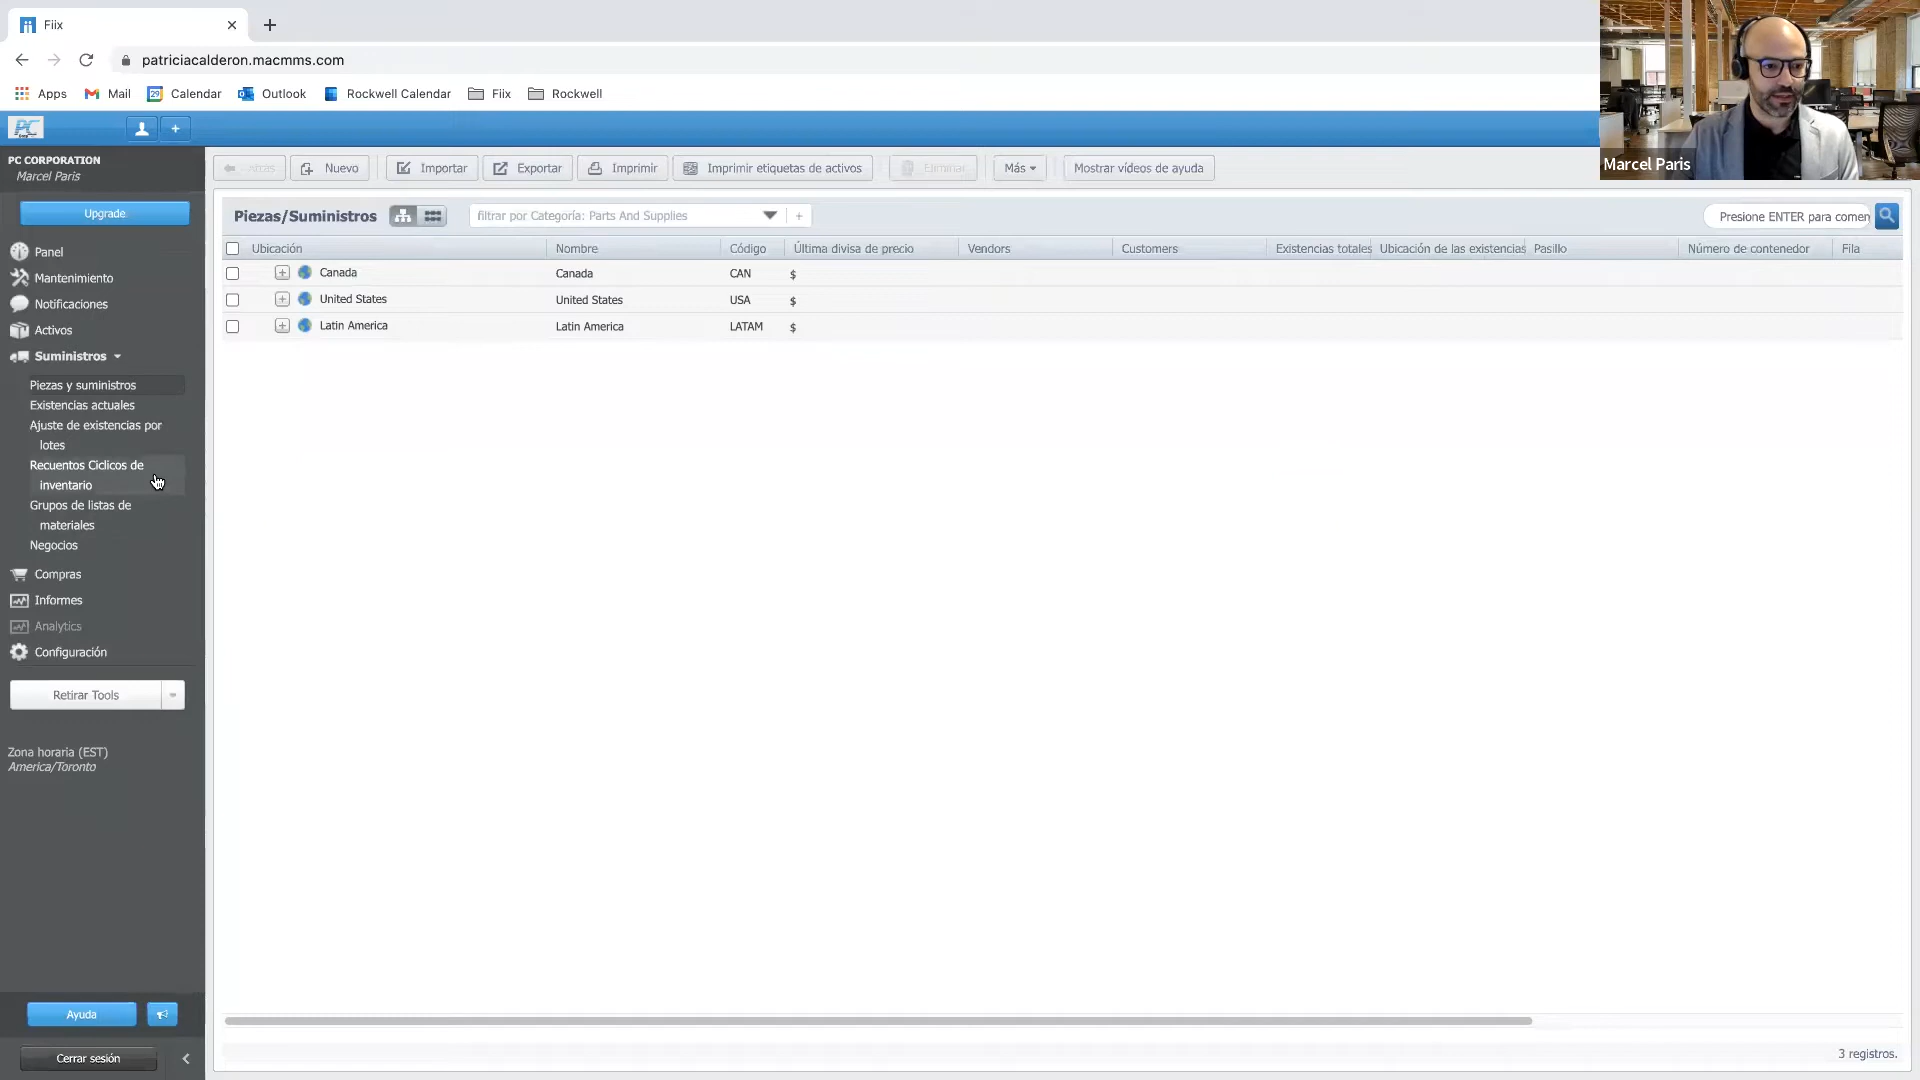 Fiix
patriciacalderon.macmms.com
Apps
Mail
Calendar
Outlook
Rockwell Calendar
Fiix
Rockwell
Marcel Paris
PC
PC CORPORATION
Marcel Paris
Upgrade
Panel
Mantenimiento
Notificaciones
Activos
Suministros
Piezas y suministros
Existencias actuales
Ajuste de existencias por
lotes
Recuentos Ciclicos de
inventario
Grupos de listas de
materiales
Negocios
Compras
Informes
Analytics
Configuración
Retirar Tools
Zona horaria (EST)
America/Toronto
Ayuda
Cerrar sesión
Atrás
Nuevo
Importar
Exportar
Imprimir
Imprimir etiquetas de activos
Eliminar
Más
Mostrar vídeos de ayuda
Piezas/Suministros
filtrar por Categoría: Parts And Supplies
+
Presione ENTER para comen
Ubicación Nombre Código Última divisa de precio Vendors Customers Existencias totales Ubicación de las existencias Pasillo Número de contenedor Fila
Canada Canada CAN $
United States United States USA $
Latin America Latin America LATAM $
3 registros.